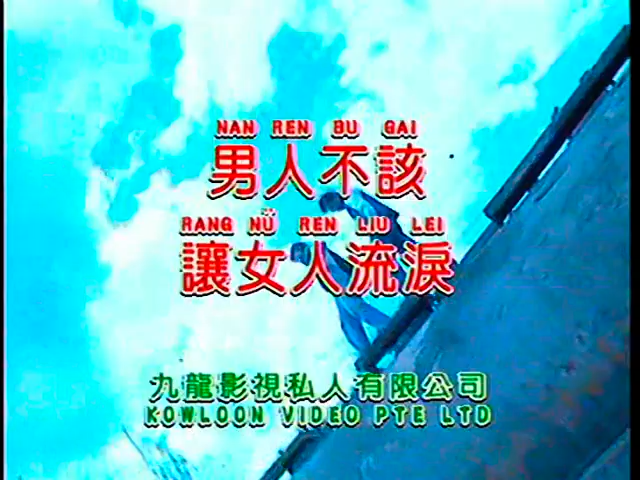 NAN REN BU GAI
男人不該
RANG NÜ REN LIU LEI
讓女人流淚
九龍影視私人有限公司
KOWLOON VIDEO PTE LTD